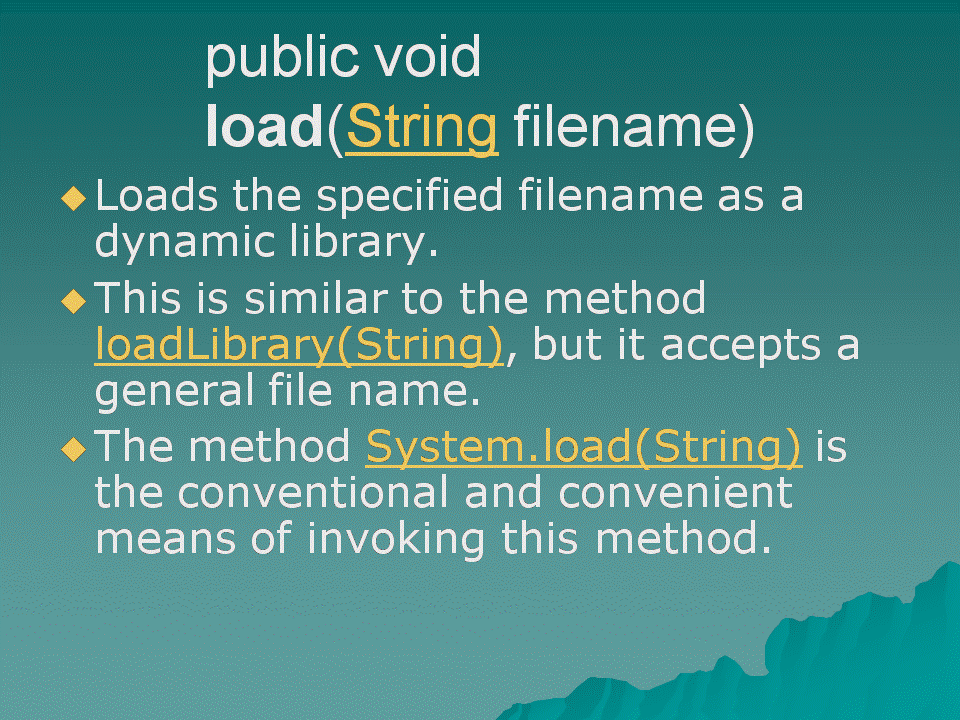 public void
load(String filename)
Loads the specified filename as a
dynamic library.
This is similar to the method
loadLibrary(String), but it accepts a
general file name.
The method System.load(String) is
the conventional and convenient
means of invoking this method.